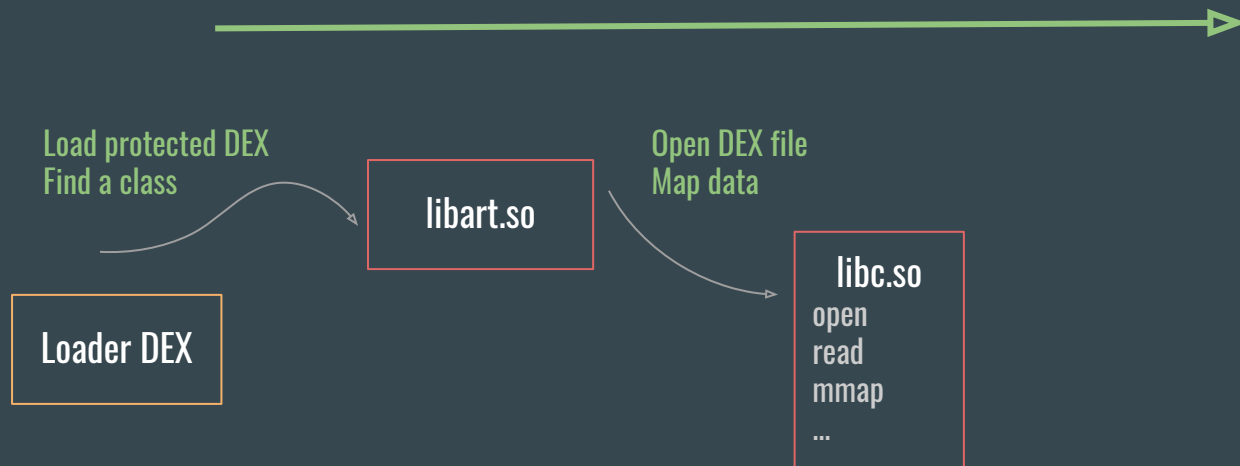 Load protected DEX
Find a class
Loader DEX
libart.so
Open DEX file
Map data
libc.so
open
read
mmap
...